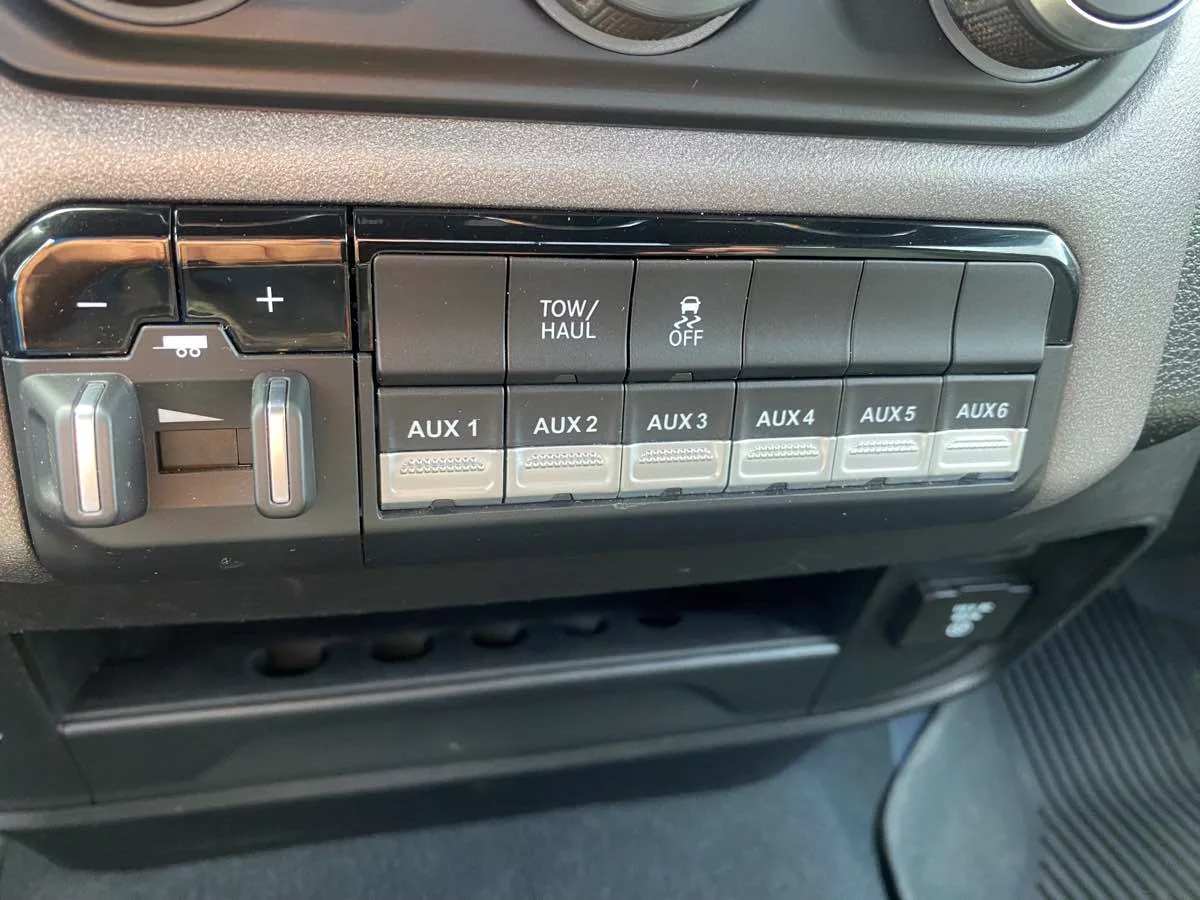 − +
TOW/
HAUL
OFF
AUX 1 AUX 2 AUX 3 AUX 4 AUX 5 AUX 6